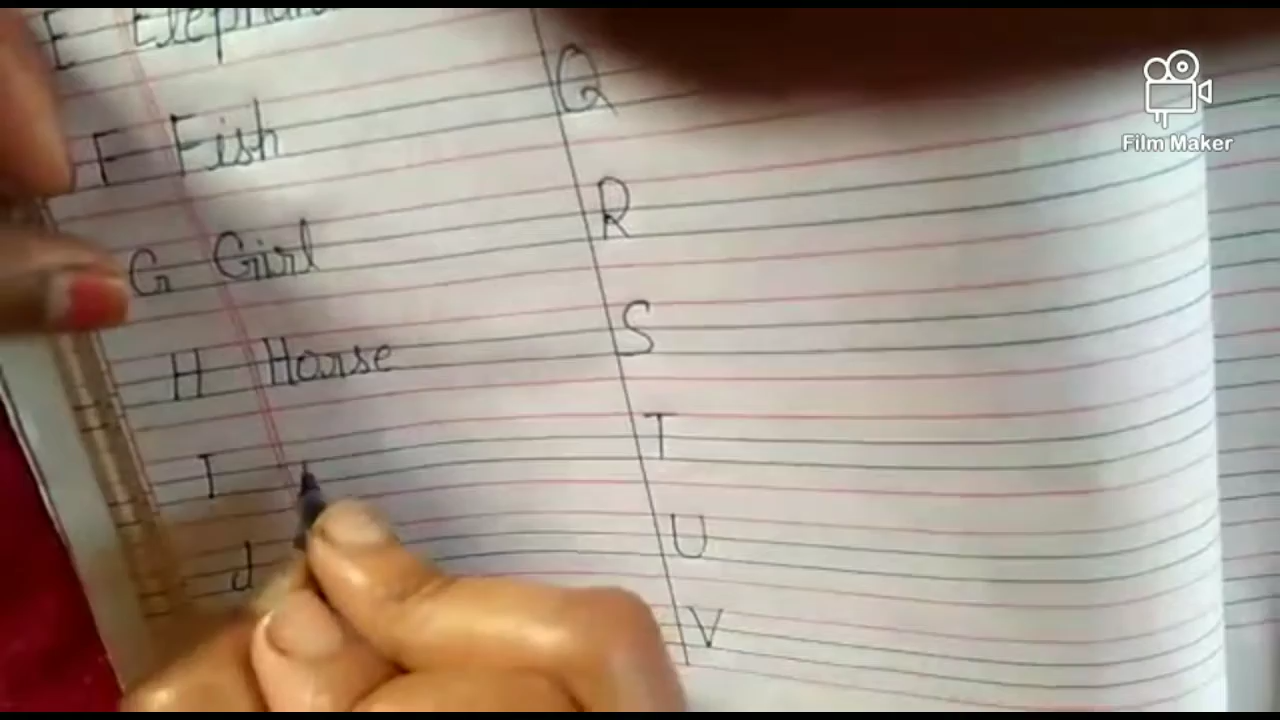 E Elephant
F Fish
G Girl
H Horse
I
J
Q
R
S
T
U
V
Film Maker